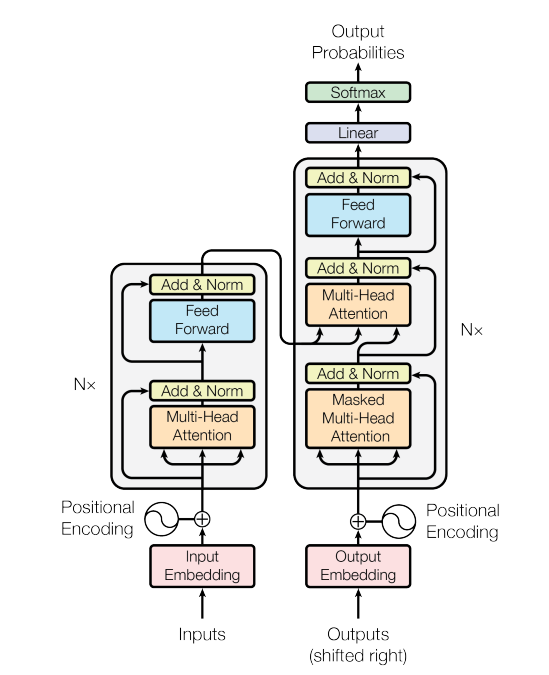 Output
Probabilities
Softmax
Linear
Add & Norm
Feed
Forward
Add & Norm
Multi-Head
Attention
Add & Norm
Masked
Multi-Head
Attention
N×
Positional
Encoding
Output
Embedding
Outputs
(shifted right)
Add & Norm
Feed
Forward
Add & Norm
Multi-Head
Attention
N×
Positional
Encoding
Input
Embedding
Inputs